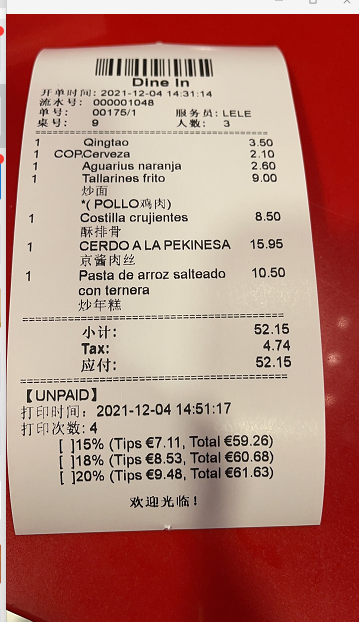 Dine In
开单时间: 2021-12-04 14:31:14
流水号: 000001048
单号: 00175/1 服务员: LELE
桌号: 9 人数: 3
1 Qingtao 3.50
1 COP.Cerveza 2.10
1 Aguarius naranja 2.60
1 Tallarines frito 9.00
炒面
*( POLLO鸡肉)
1 Costilla crujientes 8.50
酥排骨
1 CERDO A LA PEKINESA 15.95
京酱肉丝
1 Pasta de arroz salteado 10.50
con ternera
炒年糕
小计: 52.15
Tax: 4.74
应付: 52.15
【UNPAID】
打印时间: 2021-12-04 14:51:17
打印次数: 4
[ ]15% (Tips €7.11, Total €59.26)
[ ]18% (Tips €8.53, Total €60.68)
[ ]20% (Tips €9.48, Total €61.63)
欢迎光临!